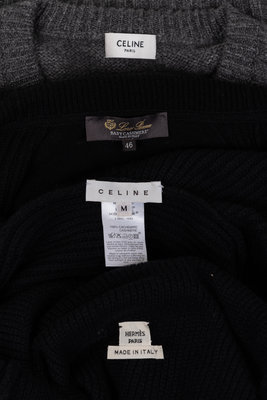 CELINE
PARIS
Loro Piana
BABY CASHMERE
46
CELINE
M
100% CASHMERE
HERMÈS
PARIS
MADE IN ITALY